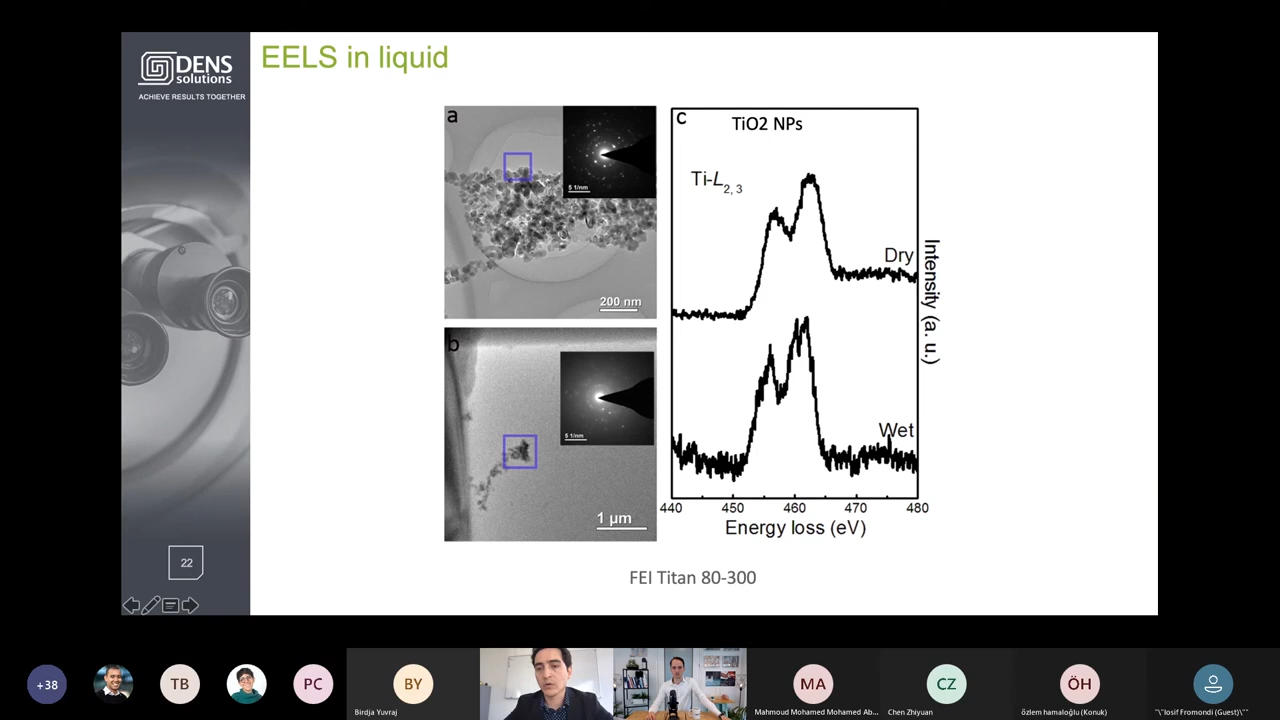 DENS
solutions
ACHIEVE RESULTS TOGETHER
EELS in liquid
a
5 1/nm
200 nm
b
5 1/nm
1 μm
c
TiO2 NPs
Ti-L2, 3
Dry
Wet
Intensity (a. u.)
440 450 460 470 480
Energy loss (eV)
FEI Titan 80-300
22
+38
TB
PC
BY
Birdja Yuvraj
MA
Mahmoud Mohamed Mohamed Ab...
CZ
Chen Zhiyuan
ÖH
özlem hamaloğlu (Konuk)
"\"Iosif Fromondi (Guest)\""